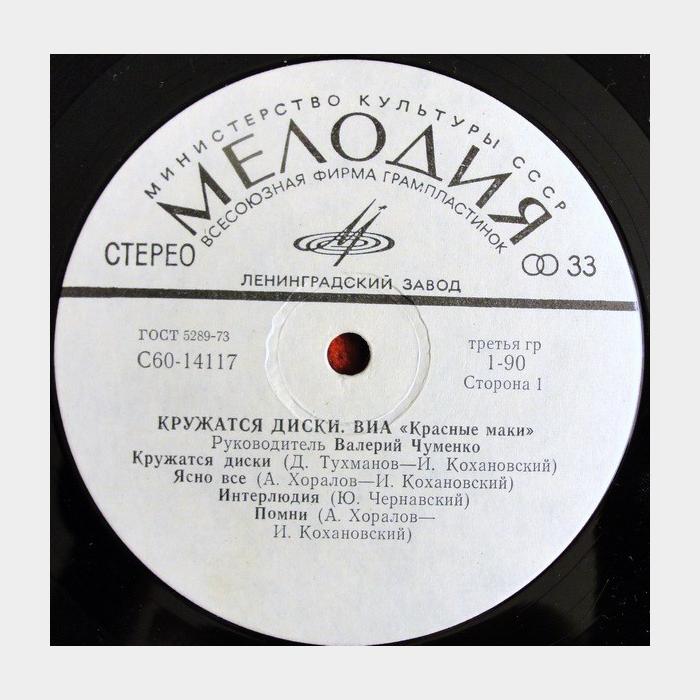 МИНИСТЕРСТВО КУЛЬТУРЫ СССР
МЕЛОДИЯ
ВСЕСОЮЗНАЯ ФИРМА ГРАМПЛАСТИНОК
СТЕРЕО
33
ЛЕНИНГРАДСКИЙ ЗАВОД
ГОСТ 5289-73
С60-14117
третья гр
1-90
Сторона 1
КРУЖАТСЯ ДИСКИ. ВИА «Красные маки»
Руководитель Валерий Чуменко
Кружатся диски (Д. Тухманов—И. Кохановский)
Ясно все (А. Хоралов—И. Кохановский)
Интерлюдия (Ю. Чернавский)
Помни (А. Хоралов—
И. Кохановский)